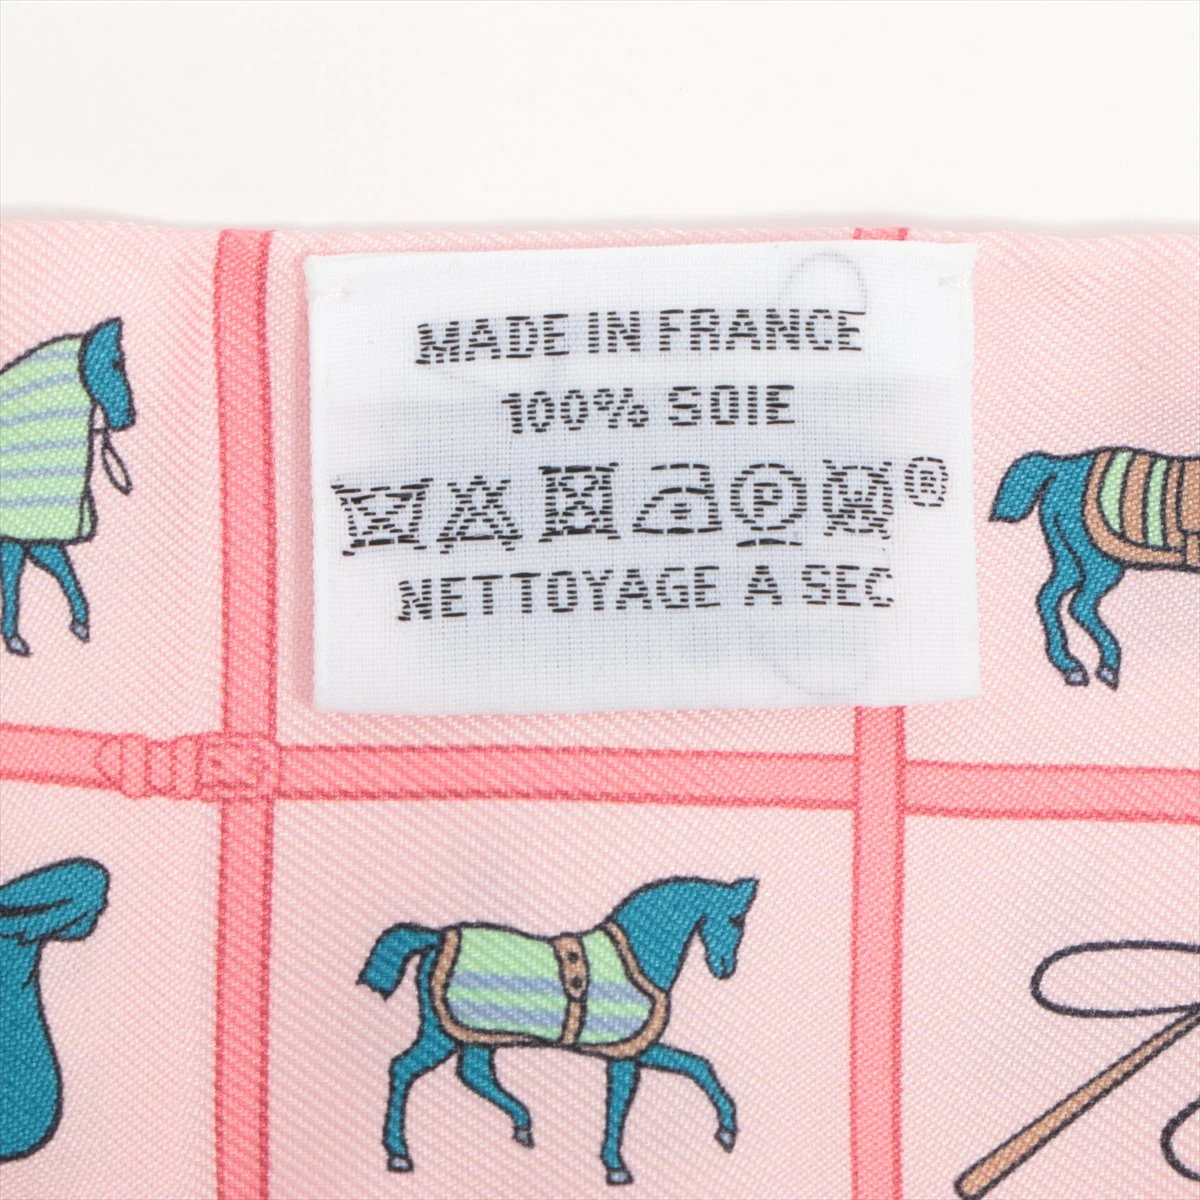 MADE IN FRANCE
100% SOIE
P W ®
NETTOYAGE A SEC